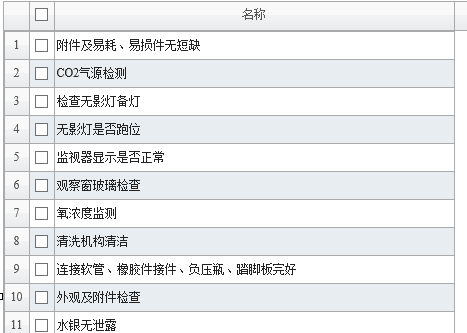 名称
1 附件及易耗、易损件无短缺
2 CO2气源检测
3 检查无影灯备灯
4 无影灯是否跑位
5 监视器显示是否正常
6 观察窗玻璃检查
7 氧浓度监测
8 清洗机构清洁
9 连接软管、橡胶件接件、负压瓶、踏脚板完好
10 外观及附件检查
11 水银无泄露